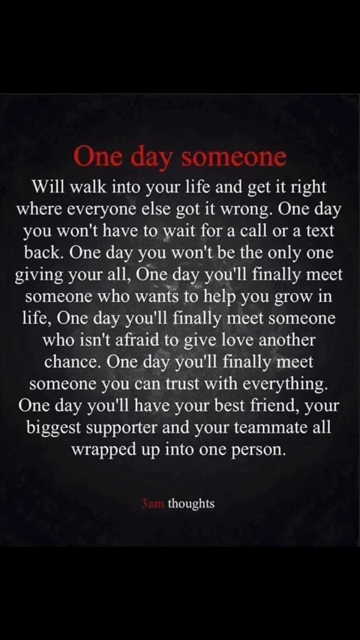 One day someone
Will walk into your life and get it right
where everyone else got it wrong. One day
you won't have to wait for a call or a text
back. One day you won't be the only one
giving your all, One day you'll finally meet
someone who wants to help you grow in
life, One day you'll finally meet someone
who isn't afraid to give love another
chance. One day you'll finally meet
someone you can trust with everything.
One day you'll have your best friend, your
biggest supporter and your teammate all
wrapped up into one person.
3am thoughts